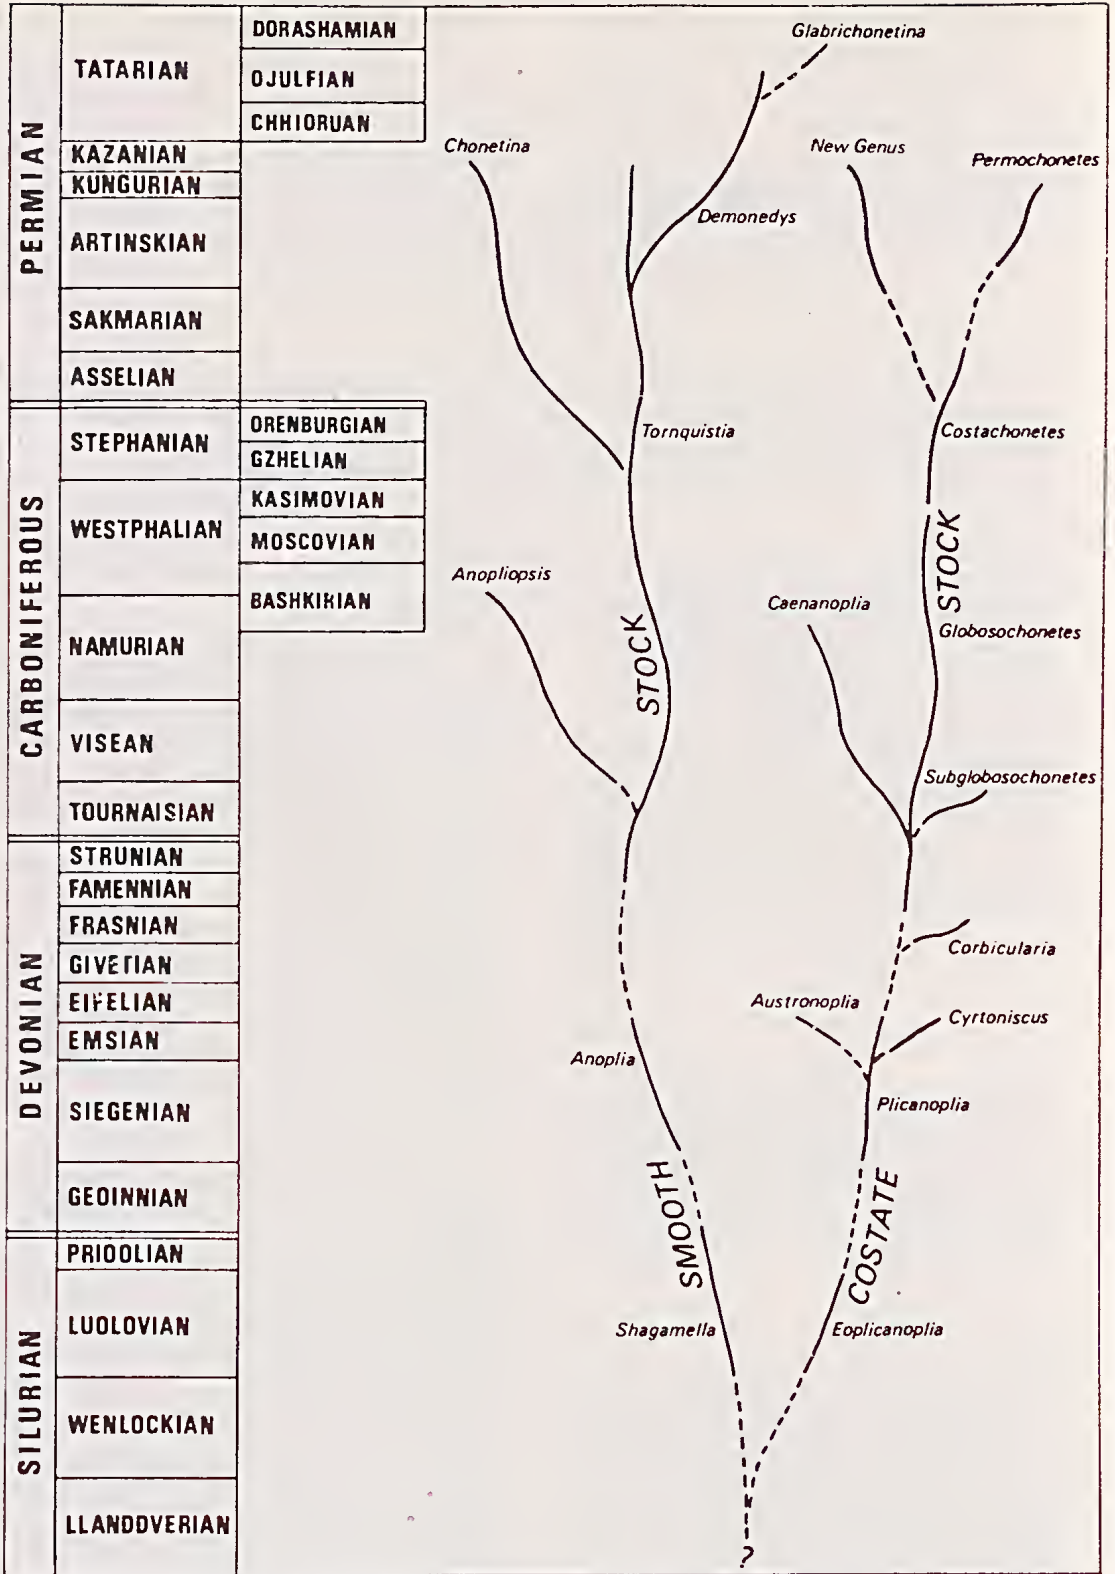 DORASHAMIAN
Glabrichonetina
TATARIAN
OJULFIAN
CHHIORUAN
PERMIAN
KAZANIAN
Chonetina
New Genus
Permochonetes
KUNGURIAN
Demonedys
ARTINSKIAN
SAKMARIAN
ASSELIAN
ORENBURGIAN
Tornquistia
Costachonetes
STEPHANIAN
GZHELIAN
KASIMOVIAN
WESTPHALIAN
MOSCOVIAN
STOCK
Anopliopsis
BASHKIRIAN
Caenanoplia
CARBONIFEROUS
NAMURIAN
Globosochonetes
STOCK
VISEAN
Subglobosochonetes
TOURNAISIAN
STRUNIAN
FAMENNIAN
FRASNIAN
Corbicularia
GIVETIAN
DEVONIAN
EIFELIAN
Austronoplia
Cyrtoniscus
EMSIAN
Anoplia
SIEGENIAN
Plicanoplia
GEOINNIAN
SMOOTH
COSTATE
PRIOOLIAN
LUOLOVIAN
Shagamella
Eoplicanoplia
SILURIAN
WENLOCKIAN
LLANDOVERIAN
?